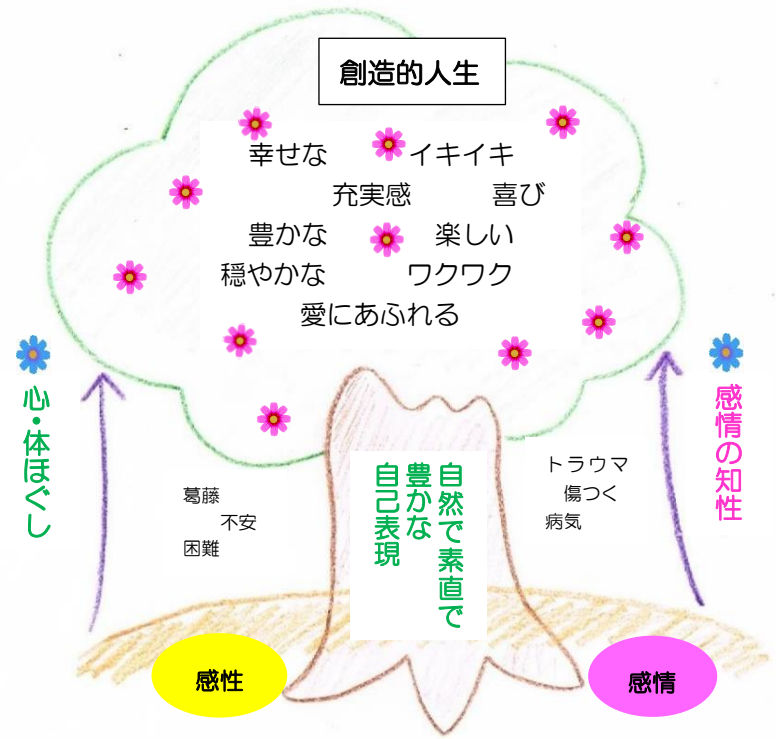 創造的人生
幸せな
イキイキ
充実感
喜び
豊かな
楽しい
穏やかな
ワクワク
愛にあふれる
心・体ほぐし
感情の知性
葛藤
不安
困難
自然で素直で
豊かな
自己表現
トラウマ
傷つく
病気
感性
感情